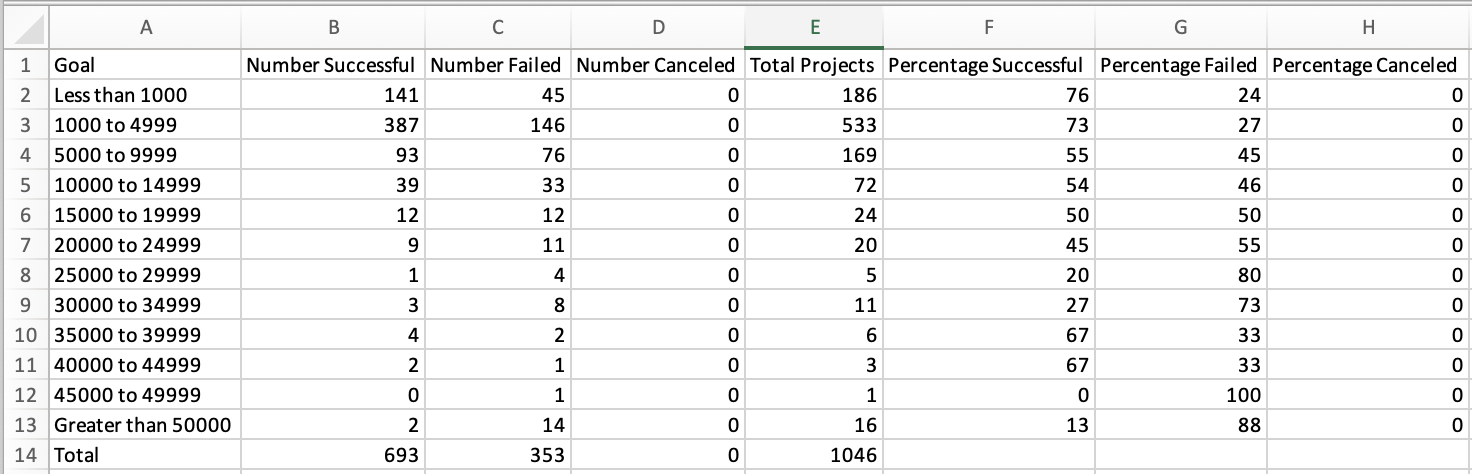 A B C D E F G H
1 Goal Number Successful Number Failed Number Canceled Total Projects Percentage Successful Percentage Failed Percentage Canceled
2 Less than 1000 141 45 0 186 76 24 0
3 1000 to 4999 387 146 0 533 73 27 0
4 5000 to 9999 93 76 0 169 55 45 0
5 10000 to 14999 39 33 0 72 54 46 0
6 15000 to 19999 12 12 0 24 50 50 0
7 20000 to 24999 9 11 0 20 45 55 0
8 25000 to 29999 1 4 0 5 20 80 0
9 30000 to 34999 3 8 0 11 27 73 0
10 35000 to 39999 4 2 0 6 67 33 0
11 40000 to 44999 2 1 0 3 67 33 0
12 45000 to 49999 0 1 0 1 0 100 0
13 Greater than 50000 2 14 0 16 13 88 0
14 Total 693 353 0 1046